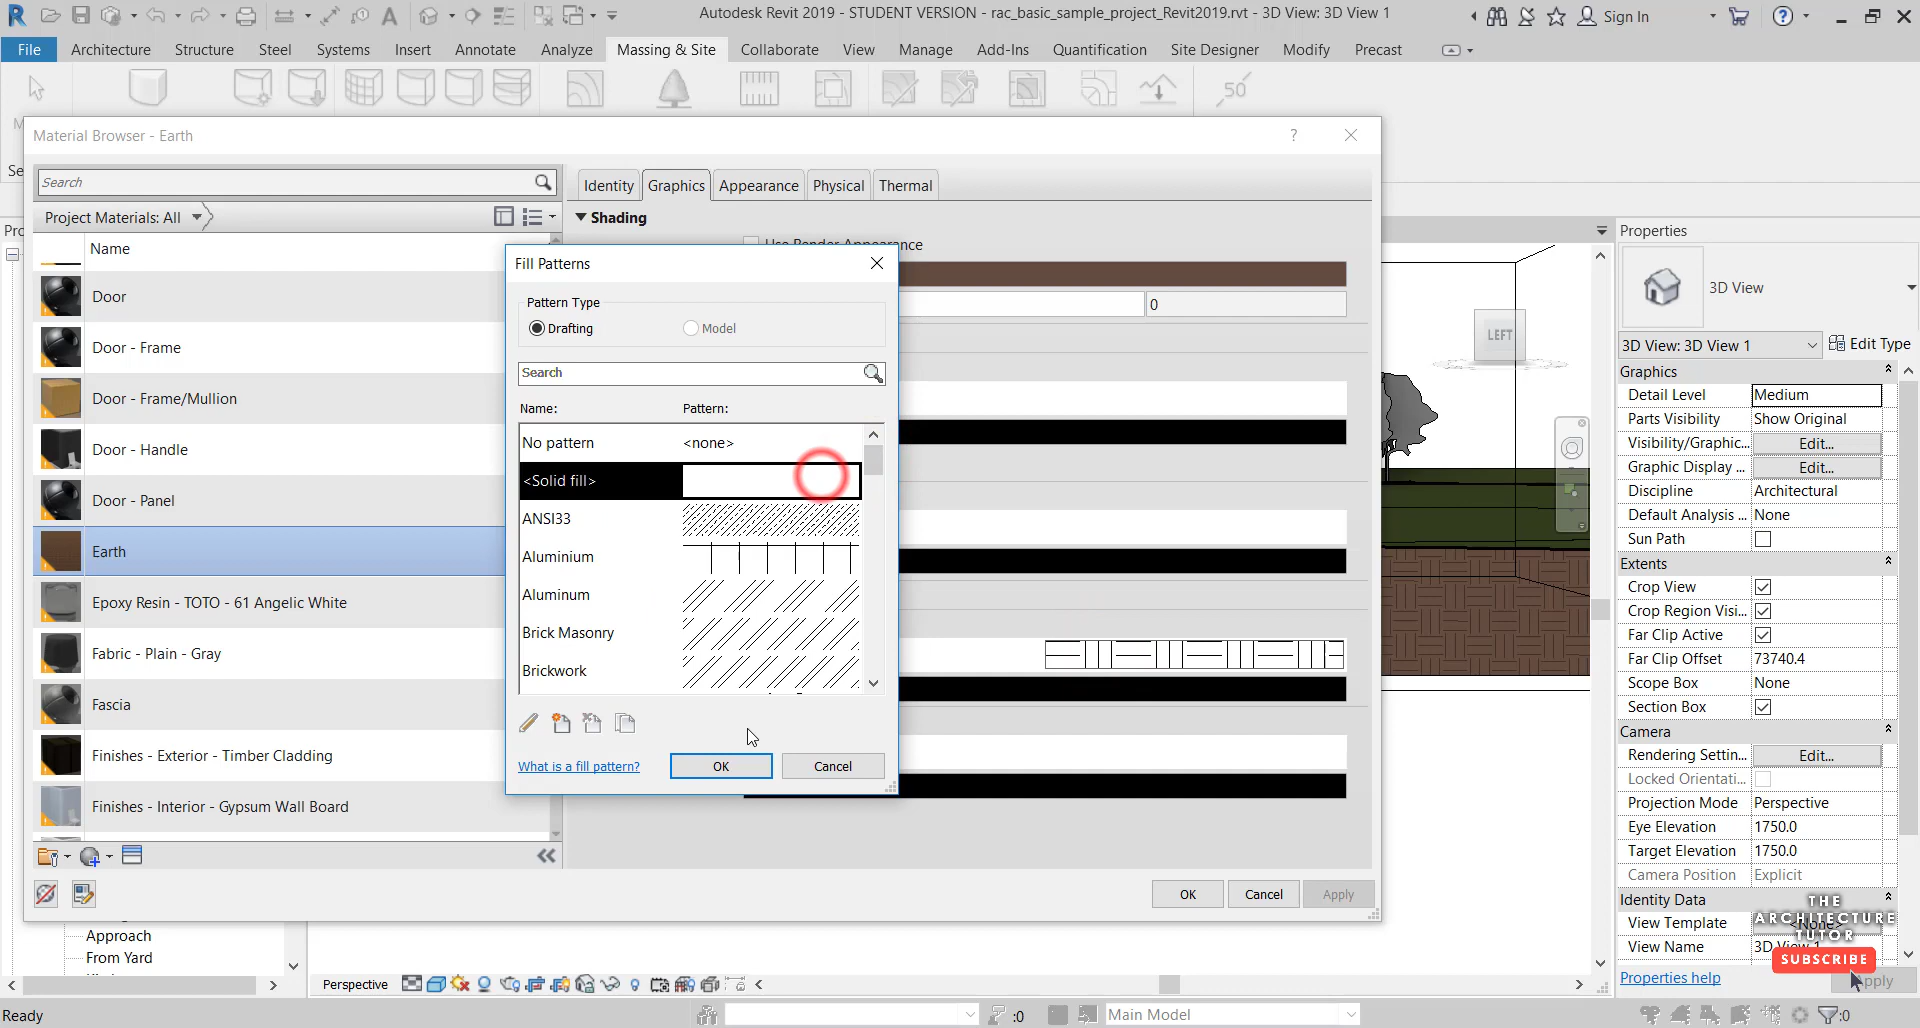 Autodesk Revit 2019 - STUDENT VERSION - rac_basic_sample_project_Revit2019.rvt - 3D View: 3D View 1
Sign In
File Architecture Structure Steel Systems Insert Annotate Analyze Massing & Site Collaborate View Manage Add-Ins Quantification Site Designer Modify Precast
50
Material Browser - Earth
?
Search
Project Materials: All
Name
Door
Door - Frame
Door - Frame/Mullion
Door - Handle
Door - Panel
Earth
Epoxy Resin - TOTO - 61 Angelic White
Fabric - Plain - Gray
Fascia
Finishes - Exterior - Timber Cladding
Finishes - Interior - Gypsum Wall Board
Identity Graphics Appearance Physical Thermal
Shading
Use Render Appearance
0
Fill Patterns
Pattern Type
Drafting Model
Search
Name: Pattern:
No pattern <none>
<Solid fill>
ANSI33
Aluminium
Aluminum
Brick Masonry
Brickwork
What is a fill pattern?
OK Cancel
OK Cancel Apply
LEFT
Properties
3D View
3D View: 3D View 1 Edit Type
Graphics
Detail Level Medium
Parts Visibility Show Original
Visibility/Graphic... Edit...
Graphic Display ... Edit...
Discipline Architectural
Default Analysis ... None
Sun Path
Extents
Crop View
Crop Region Visi...
Far Clip Active
Far Clip Offset 73740.4
Scope Box None
Section Box
Camera
Rendering Settin... Edit...
Locked Orientati...
Projection Mode Perspective
Eye Elevation 1750.0
Target Elevation 1750.0
Camera Position Explicit
Identity Data
View Template <None>
View Name 3D View 1
Properties help Apply
THE
ARCHITECTURE
TUTOR
SUBSCRIBE
Approach
From Yard
Perspective
Ready
:0
Main Model
:0